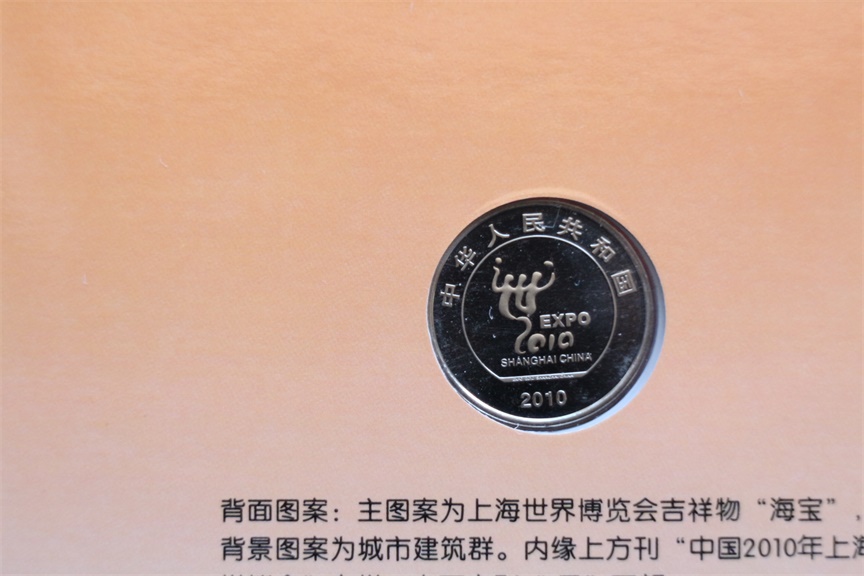 中华人民共和国
EXPO
2010
SHANGHAI CHINA
2010
背面图案：主图案为上海世界博览会吉祥物“海宝”，
背景图案为城市建筑群。内缘上方刊“中国2010年上海